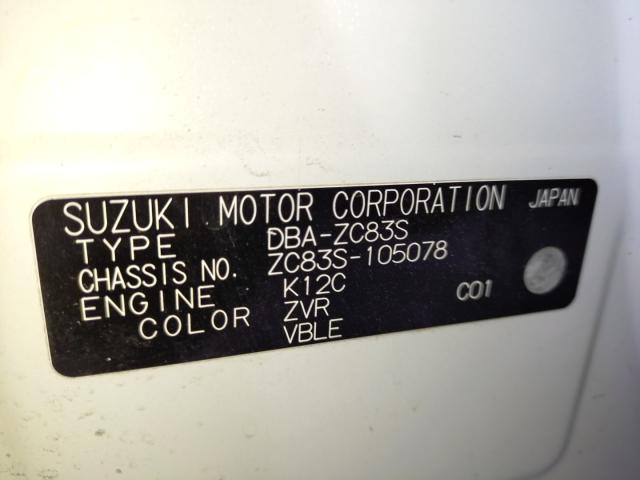 SUZUKI MOTOR CORPORATION JAPAN
TYPE DBA-ZC83S
CHASSIS NO. ZC83S-105078
ENGINE K12C C01
COLOR ZVR
VBLE